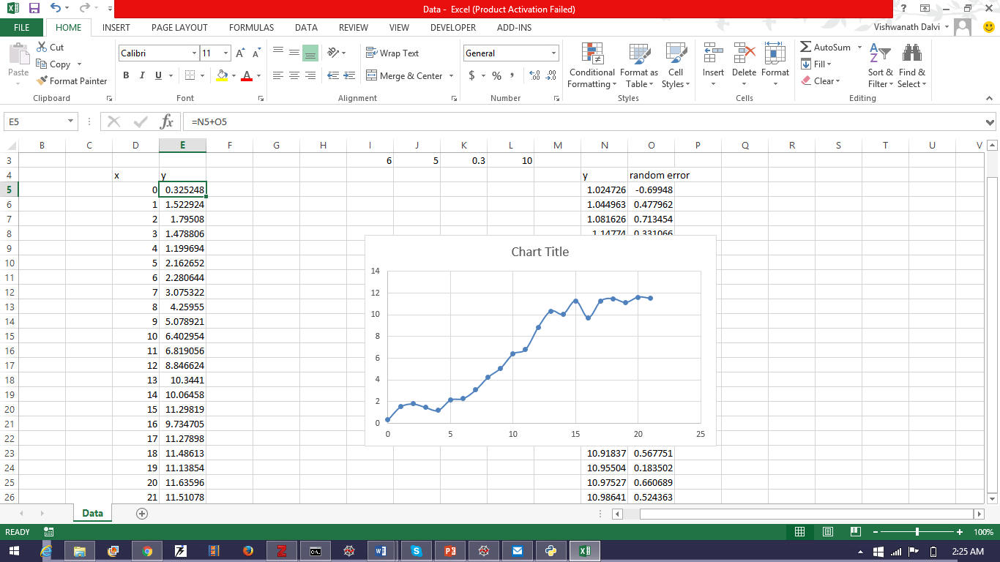 Data - Excel (Product Activation Failed)
FILE HOME INSERT PAGE LAYOUT FORMULAS DATA REVIEW VIEW DEVELOPER ADD-INS Vishwanath Dalvi
Cut
Copy
Format Painter
Paste
Clipboard
Calibri 11
B I U A
Font
Wrap Text
Merge & Center
Alignment
General
$ % ,
Number
Conditional Formatting
Format as Table
Cell Styles
Styles
Insert Delete Format
Cells
AutoSum
Fill
Clear
Sort & Filter
Find & Select
Editing
E5 fx =N5+O5
B C D E F G H I J K L M N O P Q R S T U V
3 6 5 0.3 10
4 x y y random error
5 0 0.325248 1.024726 -0.69948
6 1 1.522924 1.044963 0.477962
7 2 1.79508 1.081626 0.713454
8 3 1.478806 1.14774 0.331066
9 4 1.199694
10 5 2.162652
11 6 2.280644
12 7 3.075322
13 8 4.25955
14 9 5.078921
15 10 6.402954
16 11 6.819056
17 12 8.846624
18 13 10.3441
19 14 10.06458
20 15 11.29819
21 16 9.734705
22 17 11.27898
23 18 11.48613 10.91837 0.567751
24 19 11.13854 10.95504 0.183502
25 20 11.63596 10.97527 0.660689
26 21 11.51078 10.98641 0.524363
Chart Title
14
12
10
8
6
4
2
0
0 5 10 15 20 25
Data
READY 100%
2:25 AM